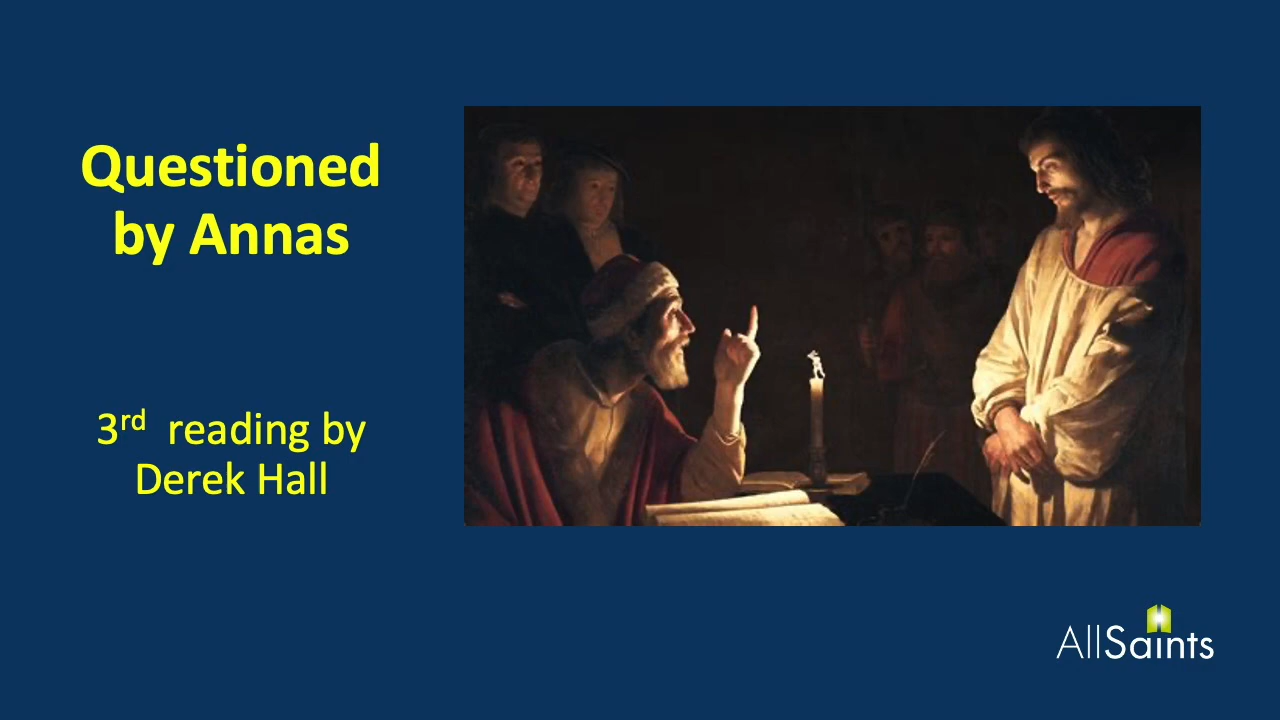 Questioned
by Annas
3rd reading by
Derek Hall
AllSaints